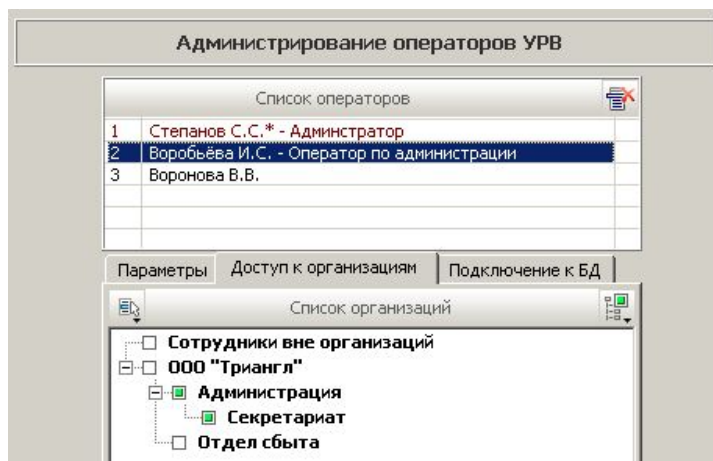 Администрирование операторов УРВ
Список операторов
1 Степанов С.С.* - Админстратор
2 Воробьёва И.С. - Оператор по администрации
3 Воронова В.В.
Параметры Доступ к организациям Подключение к БД
Список организаций
Сотрудники вне организаций
ООО "Триангл"
Администрация
Секретариат
Отдел сбыта